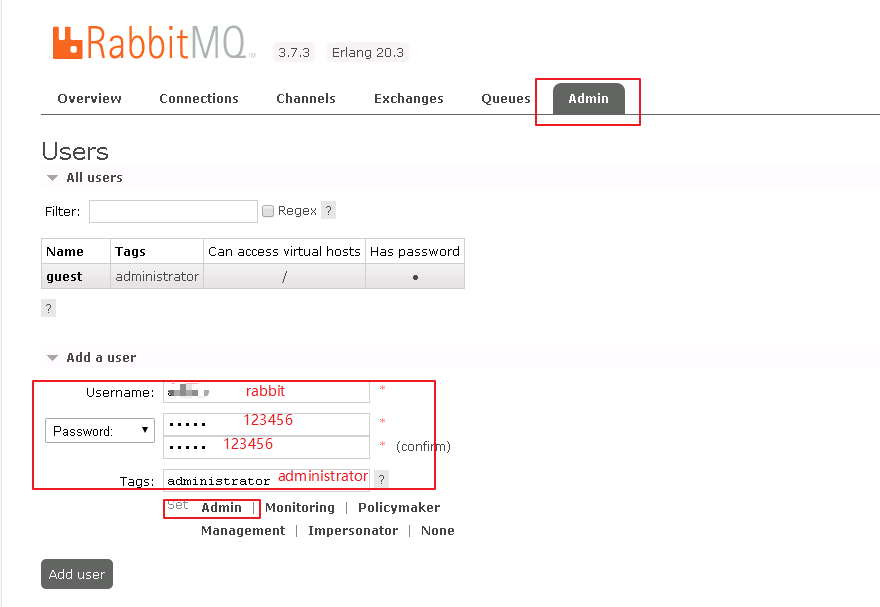 RabbitMQ TM 3.7.3 Erlang 20.3
Overview Connections Channels Exchanges Queues Admin
Users
All users
Filter: Regex ?
Name Tags Can access virtual hosts Has password
guest administrator / •
?
Add a user
Username: rabbit *
Password: ••••• 123456 *
••••• 123456 * (confirm)
Tags: administrator administrator ?
Set Admin | Monitoring | Policymaker
Management | Impersonator | None
Add user